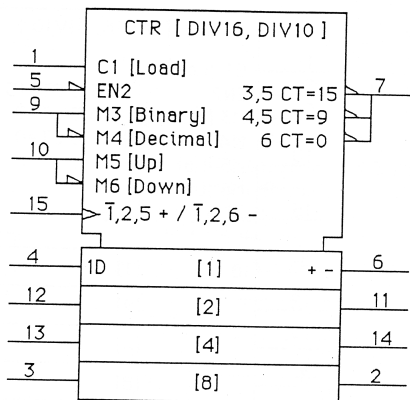 CTR [ DIV16, DIV10 ]
1 C1 [Load]
5 EN2 3,5 CT=15 7
9 M3 [Binary] 4,5 CT=9
M4 [Decimal] 6 CT=0
10 M5 [Up]
M6 [Down]
15 1̅,2,5 + / 1̅,2,6 -
4 1D [1] + - 6
12 [2] 11
13 [4] 14
3 [8] 2